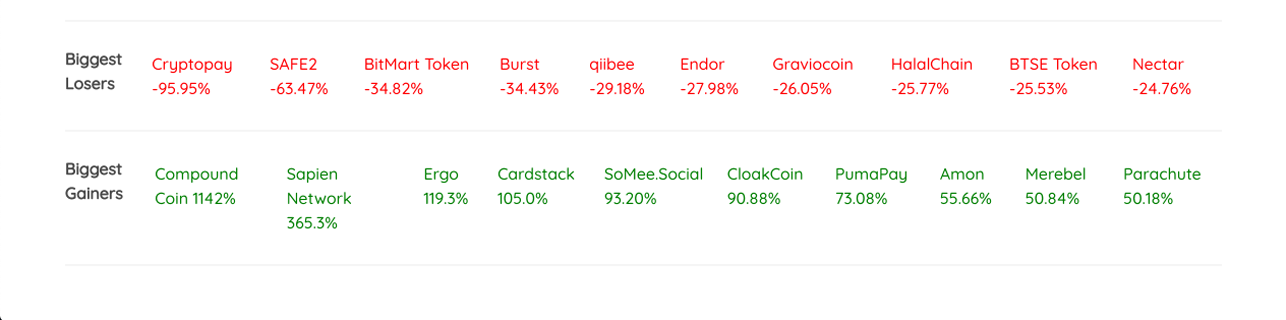 Biggest
Losers
Cryptopay
-95.95%
SAFE2
-63.47%
BitMart Token
-34.82%
Burst
-34.43%
qiibee
-29.18%
Endor
-27.98%
Graviocoin
-26.05%
HalalChain
-25.77%
BTSE Token
-25.53%
Nectar
-24.76%
Biggest
Gainers
Compound
Coin 1142%
Sapien
Network
365.3%
Ergo
119.3%
Cardstack
105.0%
SoMee.Social
93.20%
CloakCoin
90.88%
PumaPay
73.08%
Amon
55.66%
Merebel
50.84%
Parachute
50.18%